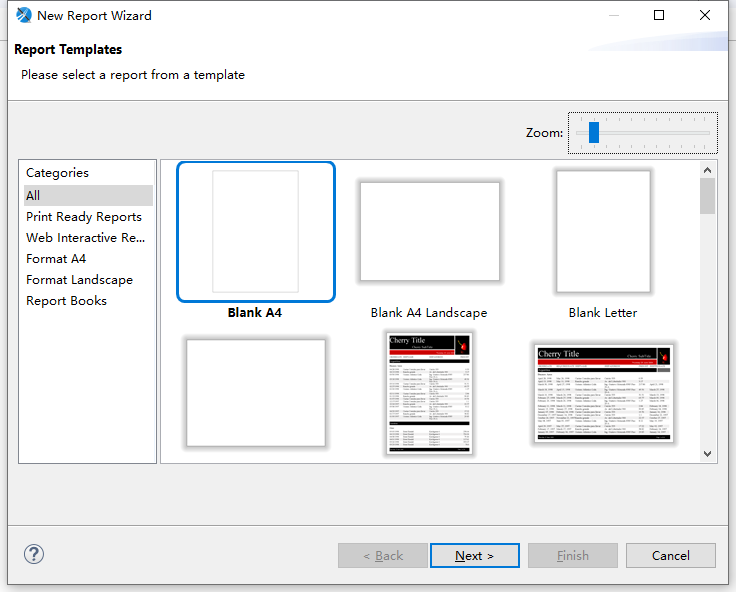 New Report Wizard
Report Templates
Please select a report from a template
Zoom:
Categories
All
Print Ready Reports
Web Interactive Re...
Format A4
Format Landscape
Report Books
Blank A4
Blank A4 Landscape
Blank Letter
Cherry Title
Cherry Title
?
< Back
Next >
Finish
Cancel